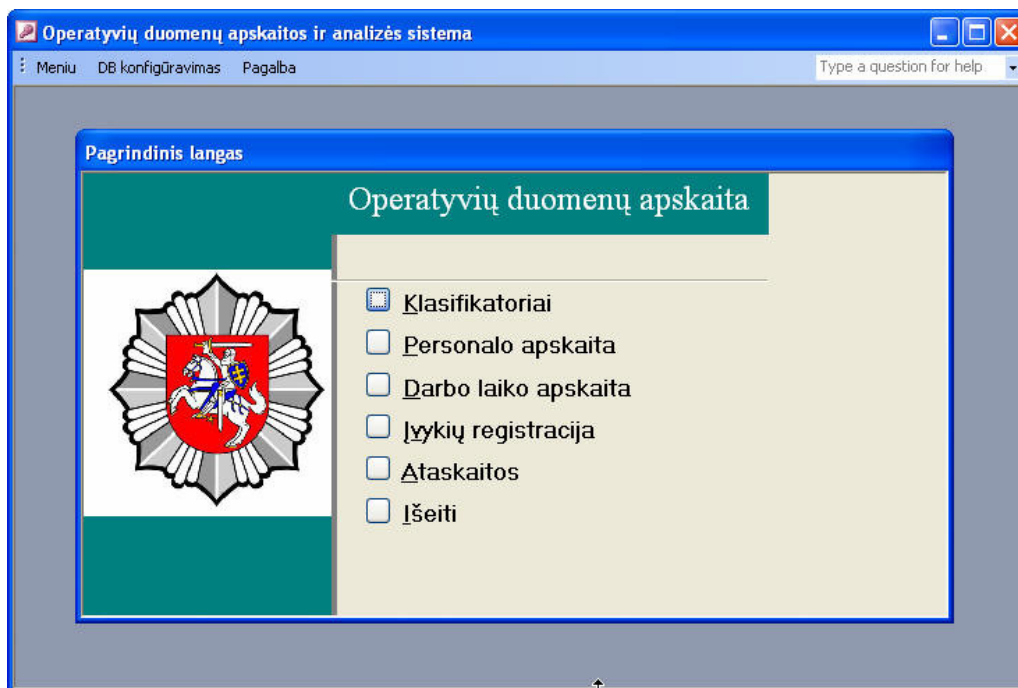 Operatyvių duomenų apskaitos ir analizės sistema
Meniu DB konfigūravimas Pagalba Type a question for help
Pagrindinis langas
Operatyvių duomenų apskaita
Klasifikatoriai
Personalo apskaita
Darbo laiko apskaita
Įvykių registracija
Ataskaitos
Išeiti